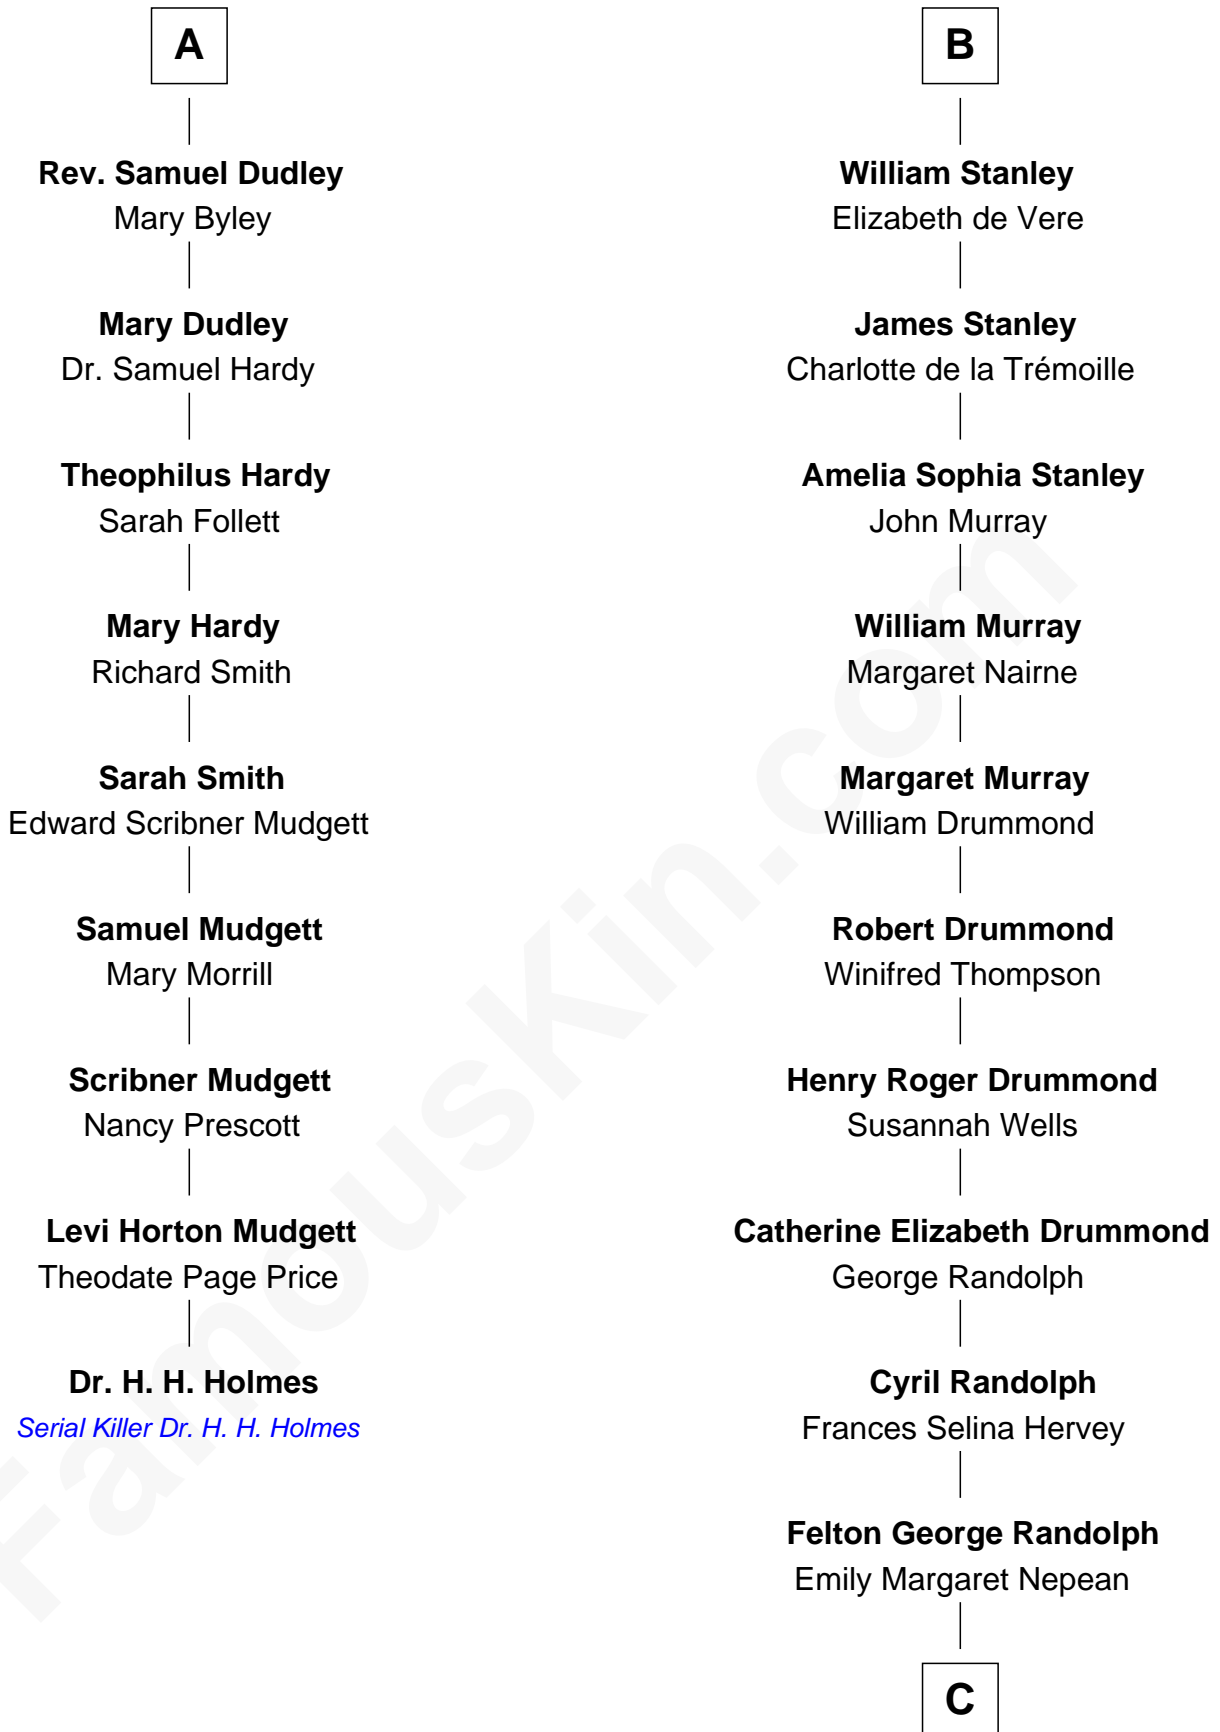 A
Rev. Samuel Dudley
Mary Byley
Mary Dudley
Dr. Samuel Hardy
Theophilus Hardy
Sarah Follett
Mary Hardy
Richard Smith
Sarah Smith
Edward Scribner Mudgett
Samuel Mudgett
Mary Morrill
Scribner Mudgett
Nancy Prescott
Levi Horton Mudgett
Theodate Page Price
Dr. H. H. Holmes
Serial Killer Dr. H. H. Holmes
B
William Stanley
Elizabeth de Vere
James Stanley
Charlotte de la Trémoille
Amelia Sophia Stanley
John Murray
William Murray
Margaret Nairne
Margaret Murray
William Drummond
Robert Drummond
Winifred Thompson
Henry Roger Drummond
Susannah Wells
Catherine Elizabeth Drummond
George Randolph
Cyril Randolph
Frances Selina Hervey
Felton George Randolph
Emily Margaret Nepean
C
FamousKin.com